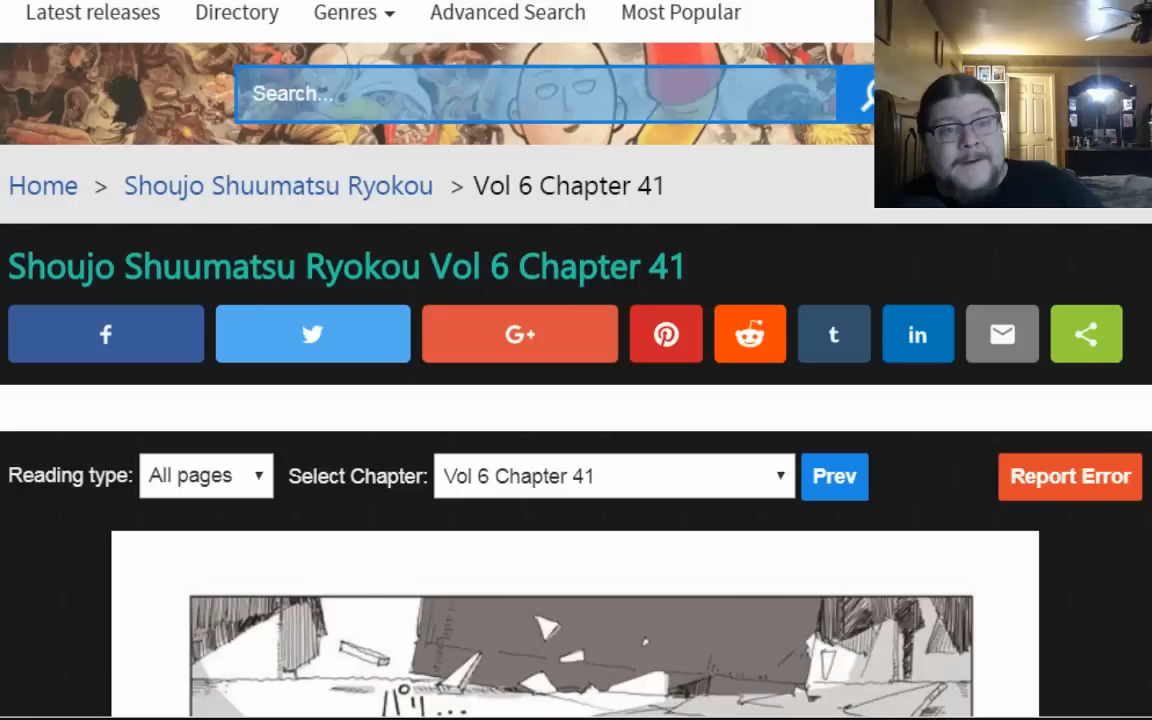 Latest releases Directory Genres Advanced Search Most Popular
Search...
Home > Shoujo Shuumatsu Ryokou > Vol 6 Chapter 41
Shoujo Shuumatsu Ryokou Vol 6 Chapter 41
f G+ t in
Reading type: All pages Select Chapter: Vol 6 Chapter 41 Prev Report Error